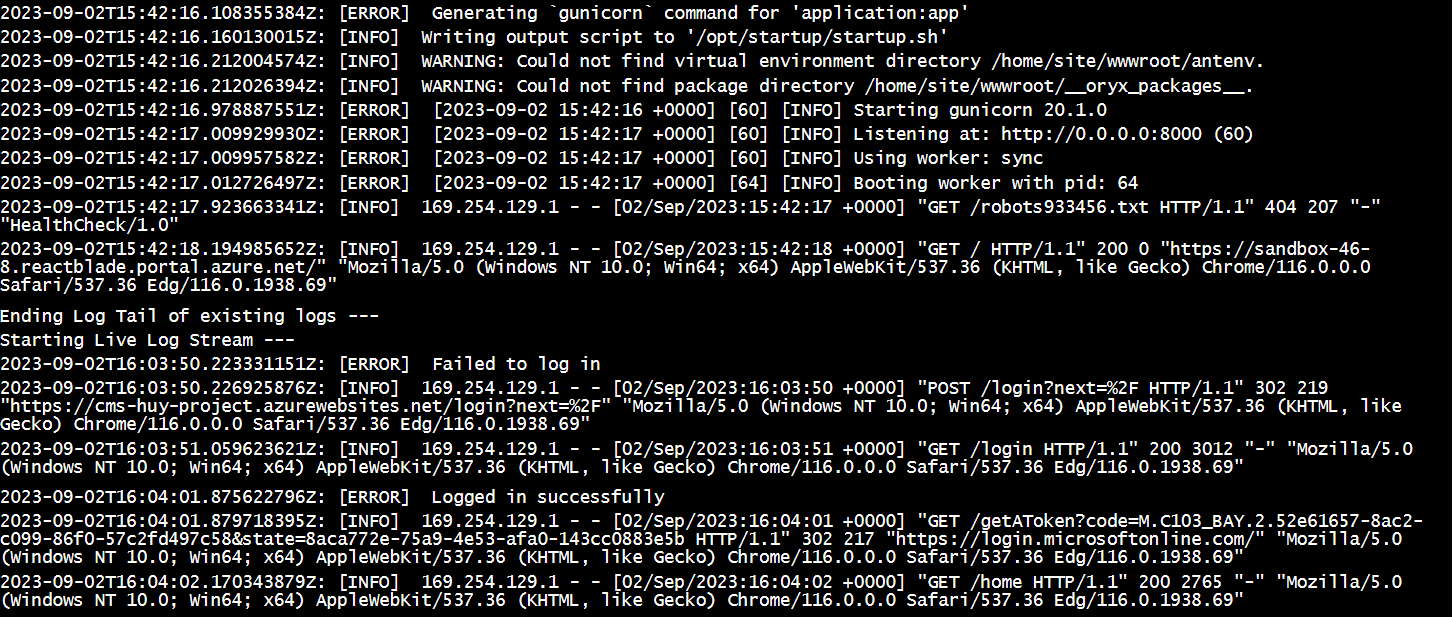 2023-09-02T15:42:16.108355384Z: [ERROR]  Generating `gunicorn` command for 'application:app'
2023-09-02T15:42:16.160130015Z: [INFO]  Writing output script to '/opt/startup/startup.sh'
2023-09-02T15:42:16.212004574Z: [INFO]  WARNING: Could not find virtual environment directory /home/site/wwwroot/antenv.
2023-09-02T15:42:16.212026394Z: [INFO]  WARNING: Could not find package directory /home/site/wwwroot/__oryx_packages__.
2023-09-02T15:42:16.978887551Z: [ERROR]  [2023-09-02 15:42:16 +0000] [60] [INFO] Starting gunicorn 20.1.0
2023-09-02T15:42:17.009929930Z: [ERROR]  [2023-09-02 15:42:17 +0000] [60] [INFO] Listening at: http://0.0.0.0:8000 (60)
2023-09-02T15:42:17.009957582Z: [ERROR]  [2023-09-02 15:42:17 +0000] [60] [INFO] Using worker: sync
2023-09-02T15:42:17.012726497Z: [ERROR]  [2023-09-02 15:42:17 +0000] [64] [INFO] Booting worker with pid: 64
2023-09-02T15:42:17.923663341Z: [INFO]  169.254.129.1 - - [02/Sep/2023:15:42:17 +0000] "GET /robots933456.txt HTTP/1.1" 404 207 "-"
"HealthCheck/1.0"
2023-09-02T15:42:18.194985652Z: [INFO]  169.254.129.1 - - [02/Sep/2023:15:42:18 +0000] "GET / HTTP/1.1" 200 0 "https://sandbox-46-
8.reactblade.portal.azure.net/" "Mozilla/5.0 (Windows NT 10.0; Win64; x64) AppleWebKit/537.36 (KHTML, like Gecko) Chrome/116.0.0.0
Safari/537.36 Edg/116.0.1938.69"
Ending Log Tail of existing logs ---
Starting Live Log Stream ---
2023-09-02T16:03:50.223331151Z: [ERROR]  Failed to log in
2023-09-02T16:03:50.226925876Z: [INFO]  169.254.129.1 - - [02/Sep/2023:16:03:50 +0000] "POST /login?next=%2F HTTP/1.1" 302 219
"https://cms-huy-project.azurewebsites.net/login?next=%2F" "Mozilla/5.0 (Windows NT 10.0; Win64; x64) AppleWebKit/537.36 (KHTML, like
Gecko) Chrome/116.0.0.0 Safari/537.36 Edg/116.0.1938.69"
2023-09-02T16:03:51.059623621Z: [INFO]  169.254.129.1 - - [02/Sep/2023:16:03:51 +0000] "GET /login HTTP/1.1" 200 3012 "-" "Mozilla/5.0
(Windows NT 10.0; Win64; x64) AppleWebKit/537.36 (KHTML, like Gecko) Chrome/116.0.0.0 Safari/537.36 Edg/116.0.1938.69"
2023-09-02T16:04:01.875622796Z: [ERROR]  Logged in successfully
2023-09-02T16:04:01.879718395Z: [INFO]  169.254.129.1 - - [02/Sep/2023:16:04:01 +0000] "GET /getAToken?code=M.C103_BAY.2.52e61657-8ac2-
c099-86f0-57c2fd497c58&state=8aca772e-75a9-4e53-afa0-143cc0883e5b HTTP/1.1" 302 217 "https://login.microsoftonline.com/" "Mozilla/5.0
(Windows NT 10.0; Win64; x64) AppleWebKit/537.36 (KHTML, like Gecko) Chrome/116.0.0.0 Safari/537.36 Edg/116.0.1938.69"
2023-09-02T16:04:02.170343879Z: [INFO]  169.254.129.1 - - [02/Sep/2023:16:04:02 +0000] "GET /home HTTP/1.1" 200 2765 "-" "Mozilla/5.0
(Windows NT 10.0; Win64; x64) AppleWebKit/537.36 (KHTML, like Gecko) Chrome/116.0.0.0 Safari/537.36 Edg/116.0.1938.69"